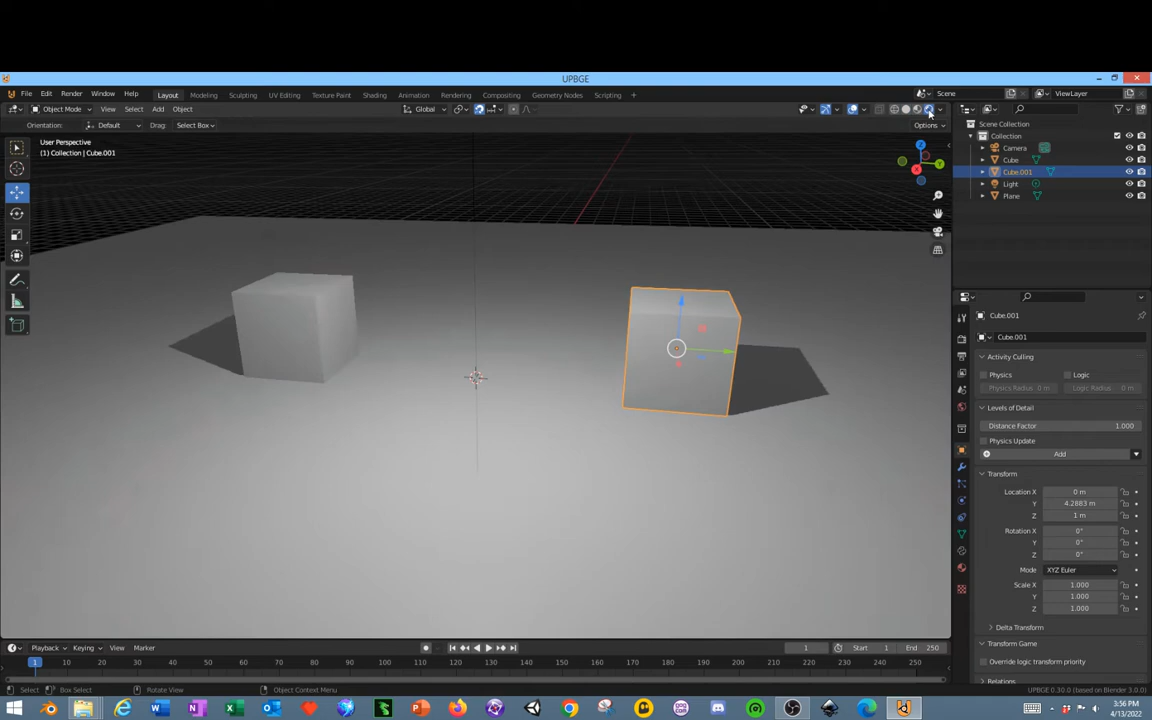 UPBGE
File Edit Render Window Help Layout Modeling Sculpting UV Editing Texture Paint Shading Animation Rendering Compositing Geometry Nodes Scripting + Scene ViewLayer
Object Mode View Select Add Object Global
Orientation: Default Drag: Select Box Options
User Perspective
(1) Collection | Cube.001
Z
Y
X
Scene Collection
Collection
Camera
Cube
Cube.001
Light
Plane
Cube.001
Cube.001
Activity Culling
Physics Logic
Physics Radius 0 m Logic Radius 0 m
Levels of Detail
Distance Factor 1.000
Physics Update
Add
Transform
Location X 0 m
Y 4.2883 m
Z 1 m
Rotation X 0°
Y 0°
Z 0°
Mode XYZ Euler
Scale X 1.000
Y 1.000
Z 1.000
Delta Transform
Transform Game
Override logic transform priority
Relations
Playback Keying View Marker 1 Start 1 End 250
1 10 20 30 40 50 60 70 80 90 100 110 120 130 140 150 160 170 180 190 200 210 220 230 240 250
Select Box Select Rotate View Object Context Menu UPBGE 0.30.0 (based on Blender 3.0.0)
3:56 PM
4/13/2022